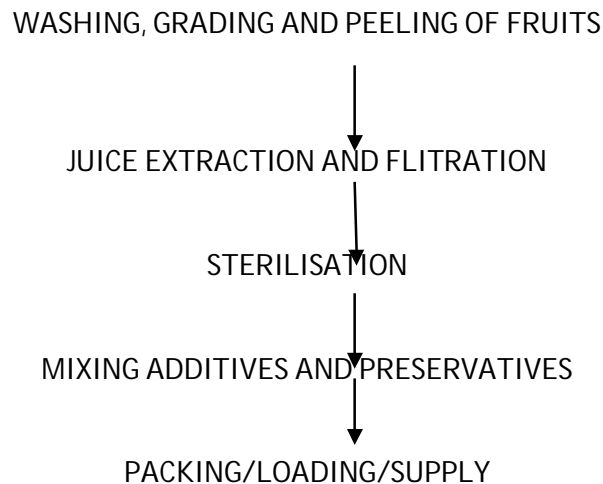 WASHING, GRADING AND PEELING OF FRUITS
JUICE EXTRACTION AND FLITRATION
STERILISATION
MIXING ADDITIVES AND PRESERVATIVES
PACKING/LOADING/SUPPLY